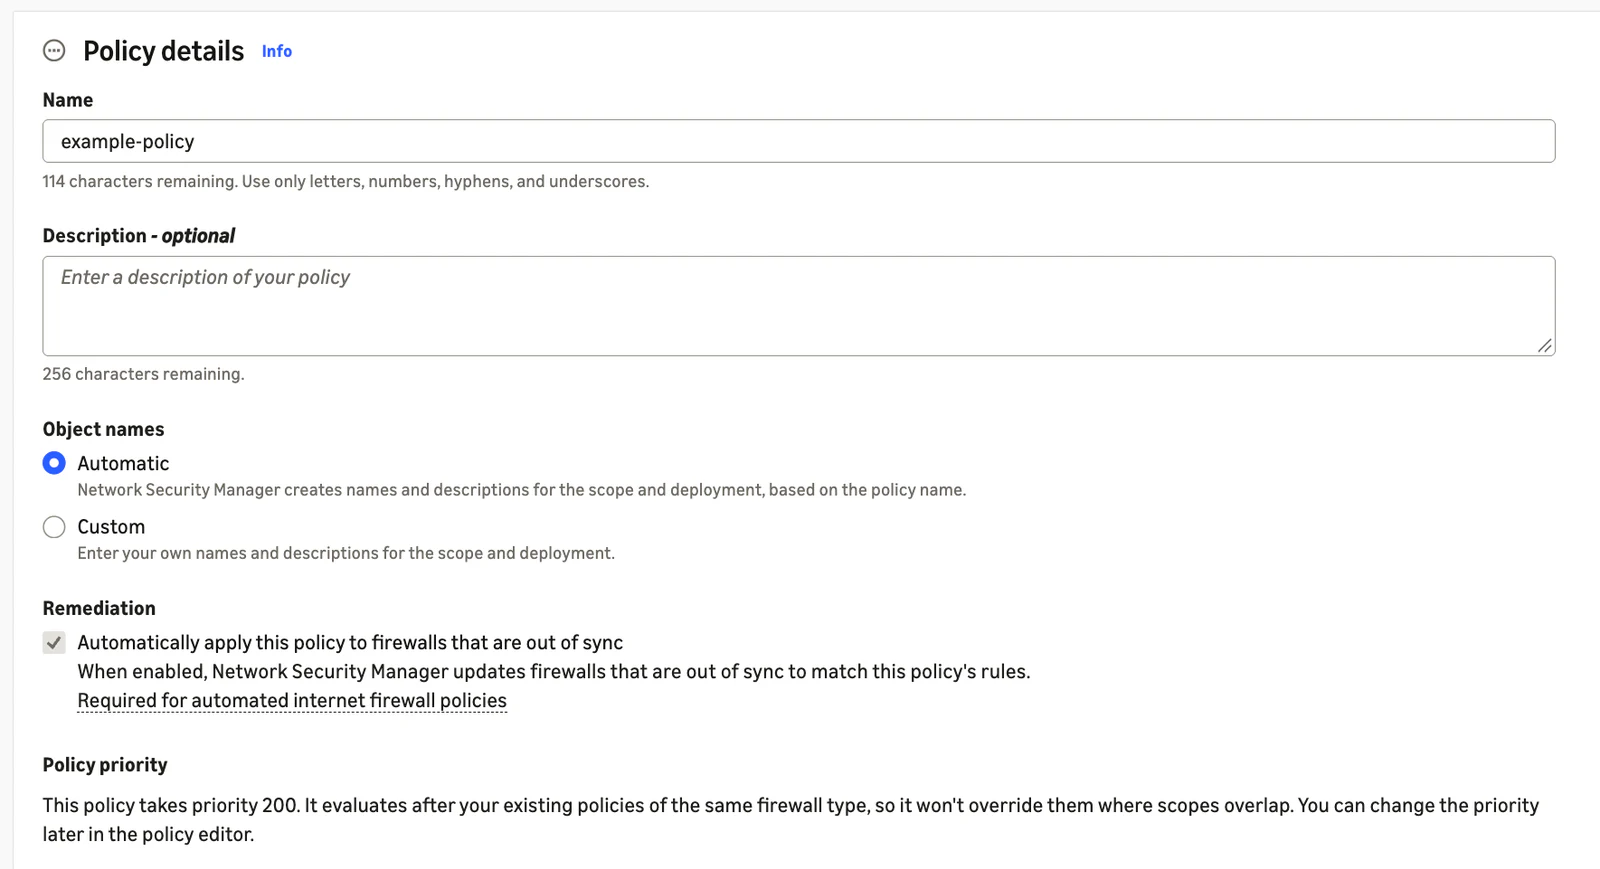 Policy details Info
Name
example-policy
114 characters remaining. Use only letters, numbers, hyphens, and underscores.
Description - optional
Enter a description of your policy
256 characters remaining.
Object names
Automatic
Network Security Manager creates names and descriptions for the scope and deployment, based on the policy name.
Custom
Enter your own names and descriptions for the scope and deployment.
Remediation
Automatically apply this policy to firewalls that are out of sync
When enabled, Network Security Manager updates firewalls that are out of sync to match this policy's rules.
Required for automated internet firewall policies
Policy priority
This policy takes priority 200. It evaluates after your existing policies of the same firewall type, so it won't override them where scopes overlap. You can change the priority
later in the policy editor.